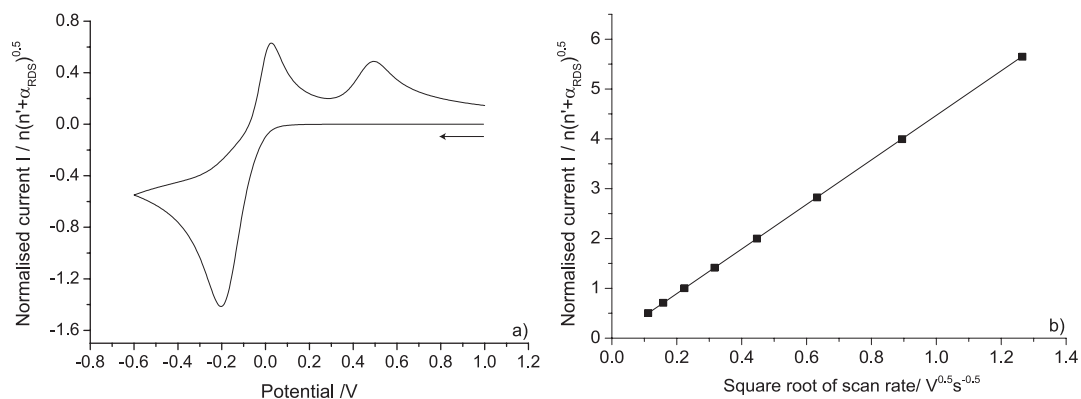 Normalised current I / n(n'+α_RDS)^0.5
0.8
0.4
0.0
-0.4
-0.8
-1.2
-1.6
-0.8 -0.6 -0.4 -0.2 0.0 0.2 0.4 0.6 0.8 1.0 1.2
Potential /V
a)
Normalised current I / n(n'+α_RDS)^0.5
6
5
4
3
2
1
0
0.0 0.2 0.4 0.6 0.8 1.0 1.2 1.4
Square root of scan rate/ V^0.5s^-0.5
b)